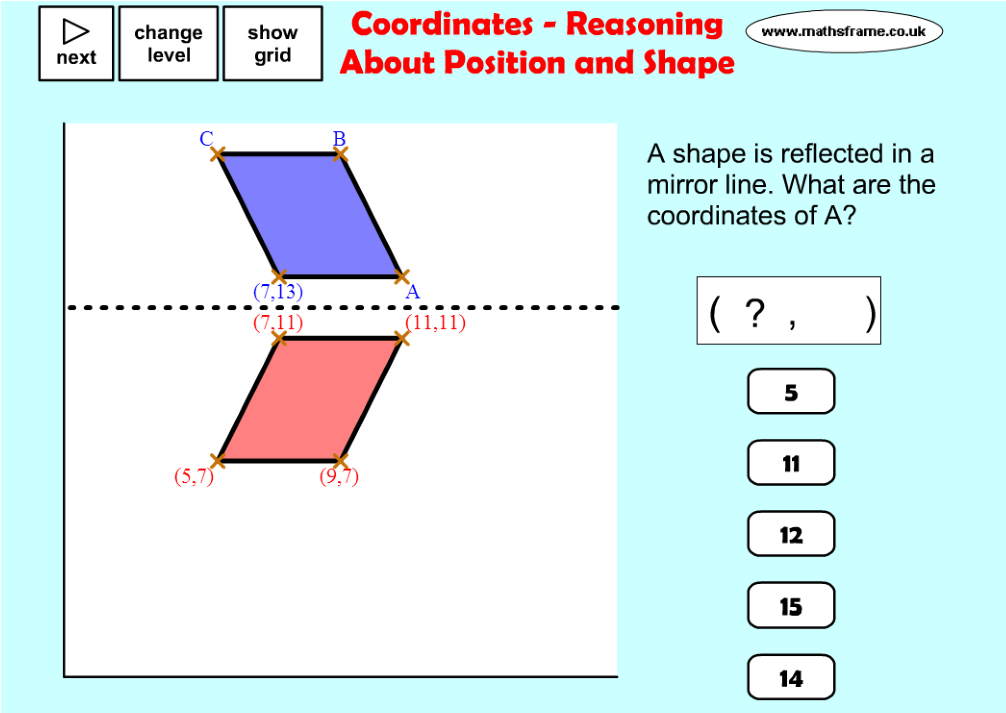 next
change
level
show
grid
Coordinates - Reasoning
About Position and Shape
www.mathsframe.co.uk
C
B
(7,13)
A
(7,11)
(11,11)
(5,7)
(9,7)
A shape is reflected in a
mirror line. What are the
coordinates of A?
( ? , )
5
11
12
15
14